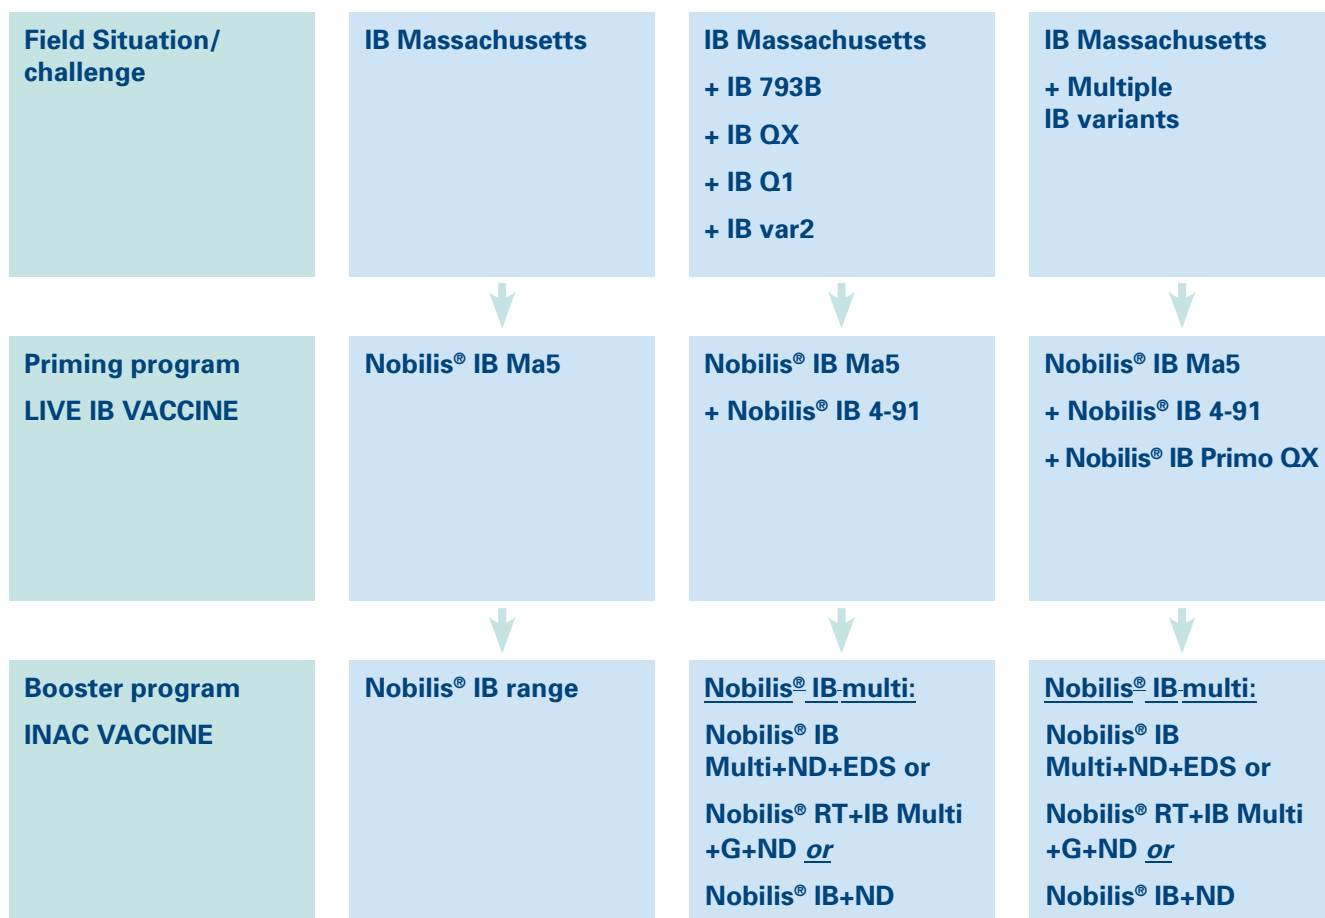 Field Situation/
challenge
IB Massachusetts
IB Massachusetts
+ IB 793B
+ IB QX
+ IB Q1
+ IB var2
IB Massachusetts
+ Multiple
IB variants
Priming program
LIVE IB VACCINE
Nobilis® IB Ma5
Nobilis® IB Ma5
+ Nobilis® IB 4-91
Nobilis® IB Ma5
+ Nobilis® IB 4-91
+ Nobilis® IB Primo QX
Booster program
INAC VACCINE
Nobilis® IB range
Nobilis® IB multi:
Nobilis® IB
Multi+ND+EDS or
Nobilis® RT+IB Multi
+G+ND or
Nobilis® IB+ND
Nobilis® IB multi:
Nobilis® IB
Multi+ND+EDS or
Nobilis® RT+IB Multi
+G+ND or
Nobilis® IB+ND